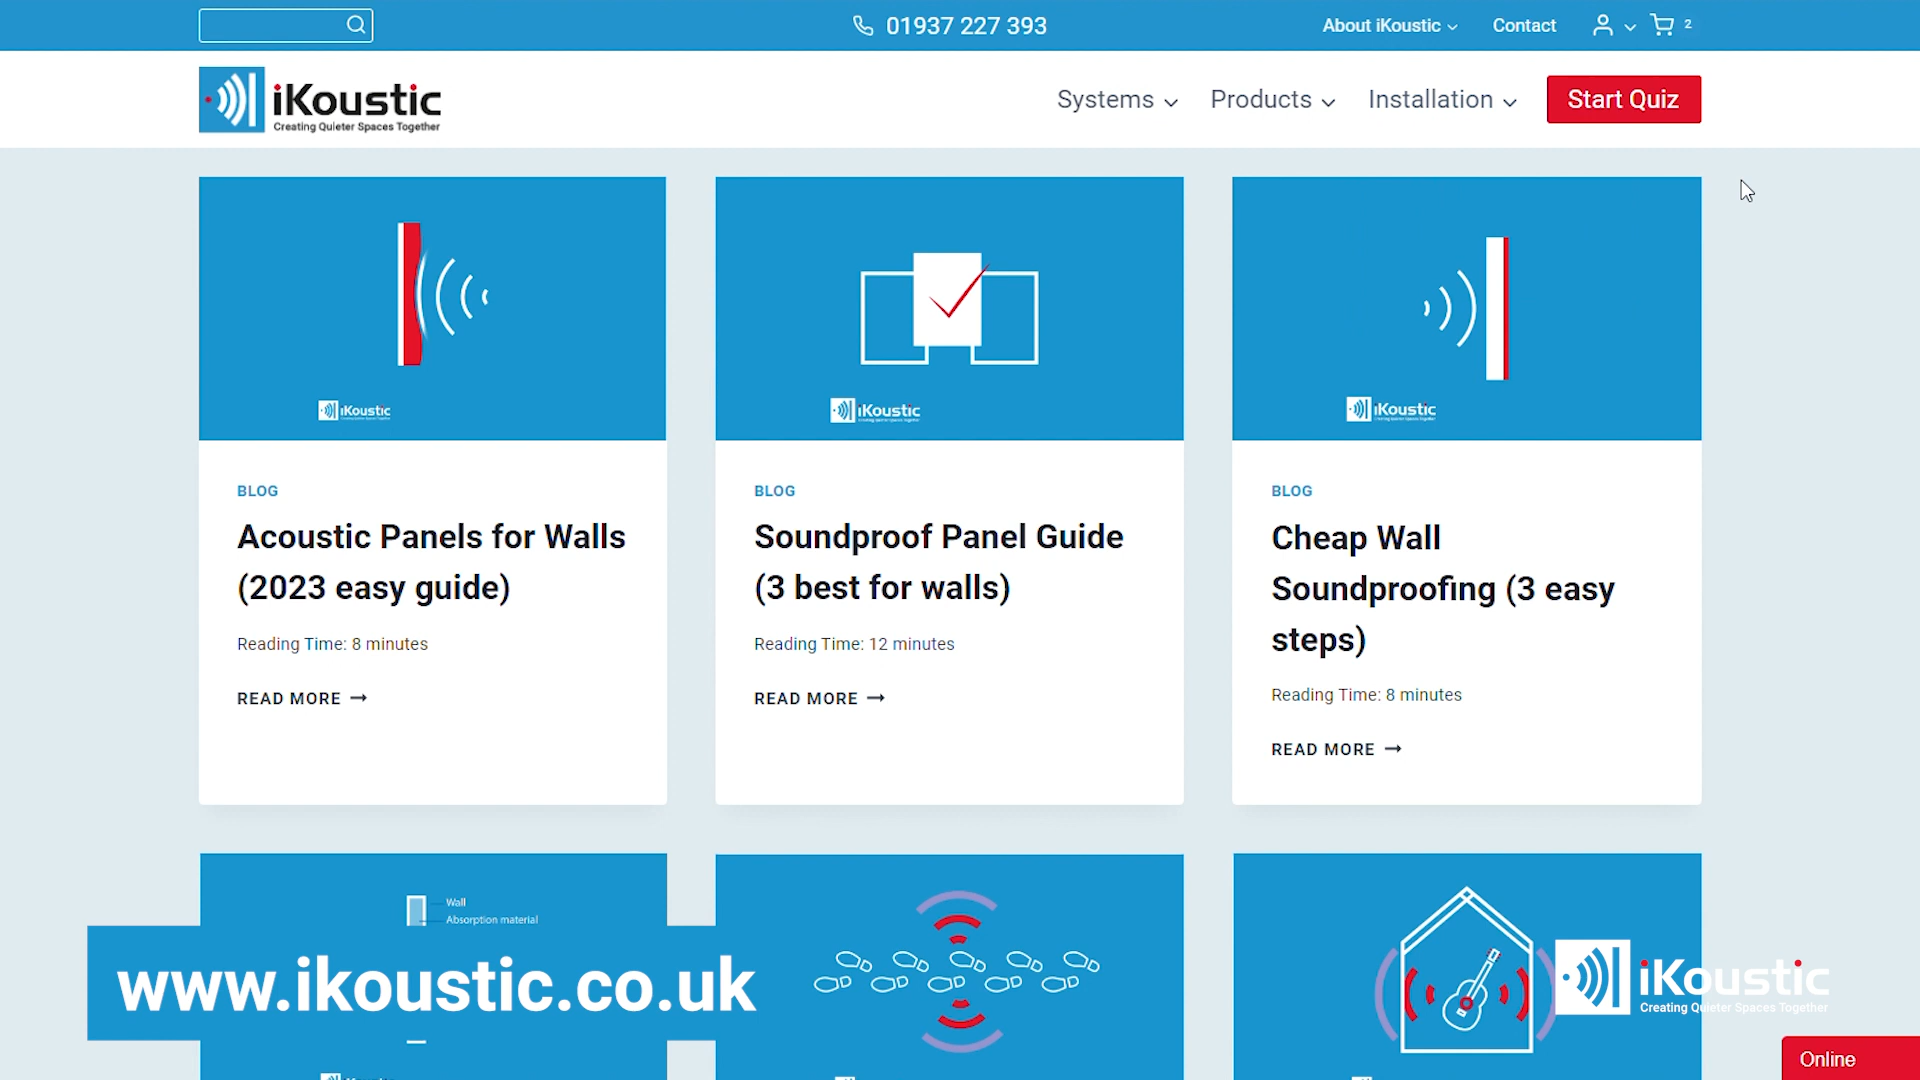 01937 227 393
About iKoustic
Contact
2
iKoustic
Creating Quieter Spaces Together
Systems
Products
Installation
Start Quiz
iKoustic
iKoustic
iKoustic
BLOG
Acoustic Panels for Walls
(2023 easy guide)
Reading Time: 8 minutes
READ MORE
BLOG
Soundproof Panel Guide
(3 best for walls)
Reading Time: 12 minutes
READ MORE
BLOG
Cheap Wall
Soundproofing (3 easy
steps)
Reading Time: 8 minutes
READ MORE
Wall
Absorption material
www.ikoustic.co.uk
iKoustic
Creating Quieter Spaces Together
Online